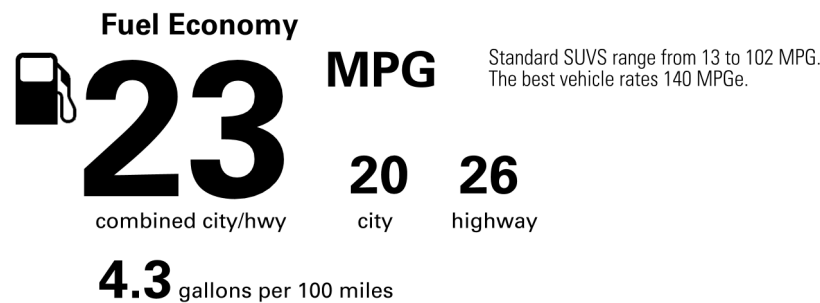 Fuel Economy
23
MPG
Standard SUVS range from 13 to 102 MPG.
The best vehicle rates 140 MPGe.
combined city/hwy
20
city
26
highway
4.3 gallons per 100 miles